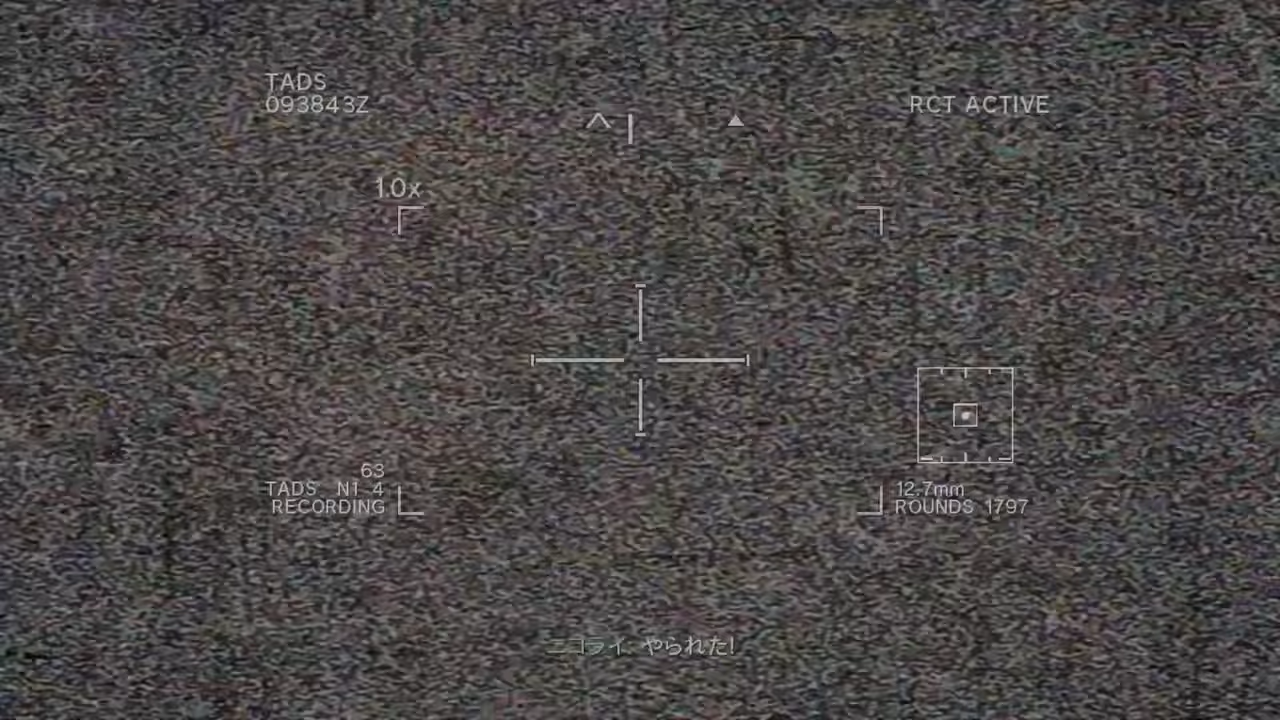 TADS
093843Z
RCT ACTIVE
1.0x
63
TADS N1 4
RECORDING
12.7mm
ROUNDS 1797
ニコライ: やられた!